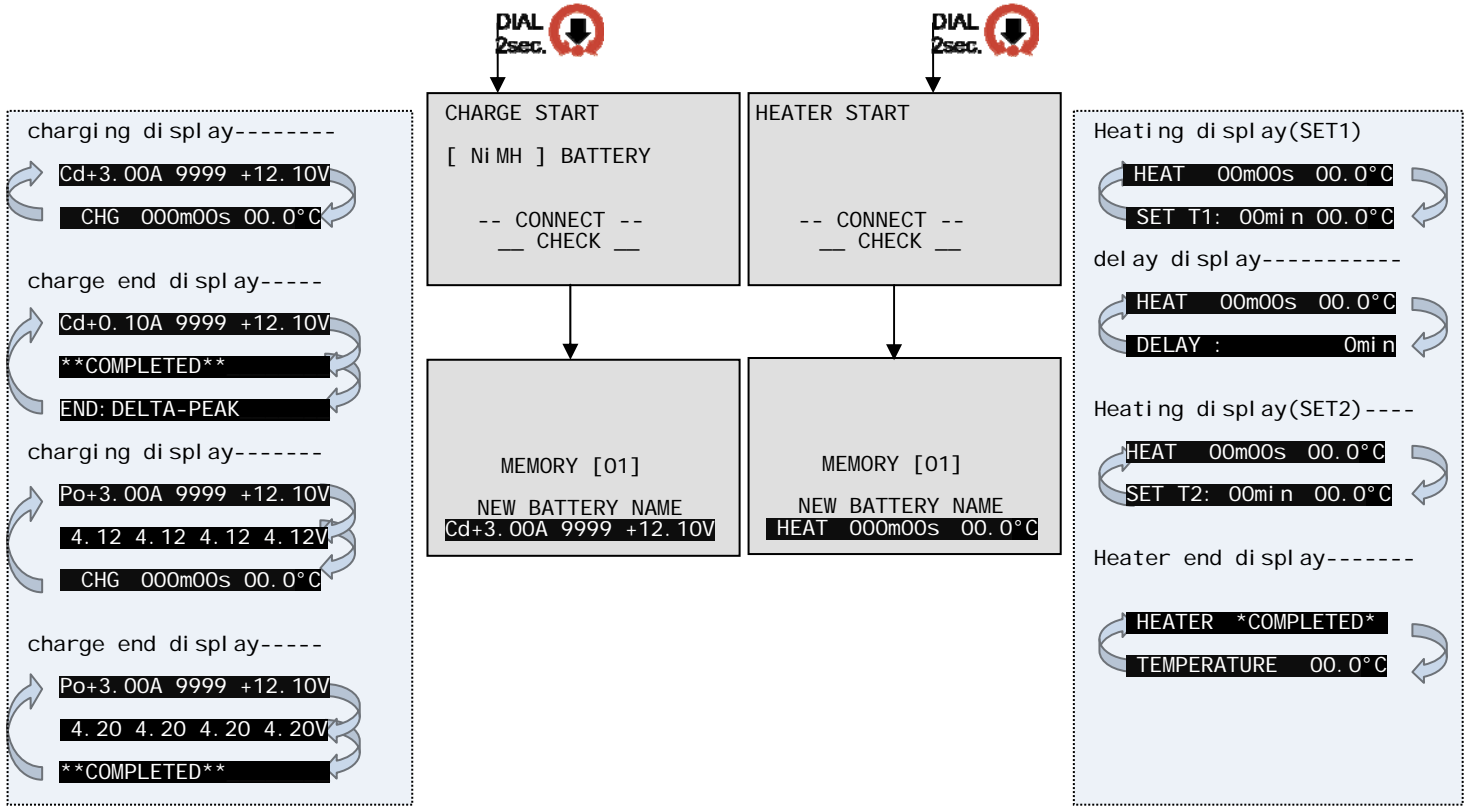 DIAL
2sec.
DIAL
2sec.
charging display--------
Cd+3.00A 9999 +12.10V
CHG 000m00s 00.0°C
charge end display-----
Cd+0.10A 9999 +12.10V
**COMPLETED**
END:DELTA-PEAK
charging display-------
Po+3.00A 9999 +12.10V
4.12 4.12 4.12 4.12V
CHG 000m00s 00.0°C
charge end display-----
Po+3.00A 9999 +12.10V
4.20 4.20 4.20 4.20V
**COMPLETED**
CHARGE START
[ NiMH ] BATTERY
-- CONNECT --
__ CHECK __
MEMORY [01]
NEW BATTERY NAME
Cd+3.00A 9999 +12.10V
HEATER START
-- CONNECT --
__ CHECK __
MEMORY [01]
NEW BATTERY NAME
HEAT 000m00s 00.0°C
Heating display(SET1)
HEAT 00m00s 00.0°C
SET T1: 00min 00.0°C
delay display-----------
HEAT 00m00s 00.0°C
DELAY : 0min
Heating display(SET2)----
HEAT 00m00s 00.0°C
SET T2: 00min 00.0°C
Heater end display-------
HEATER *COMPLETED*
TEMPERATURE 00.0°C